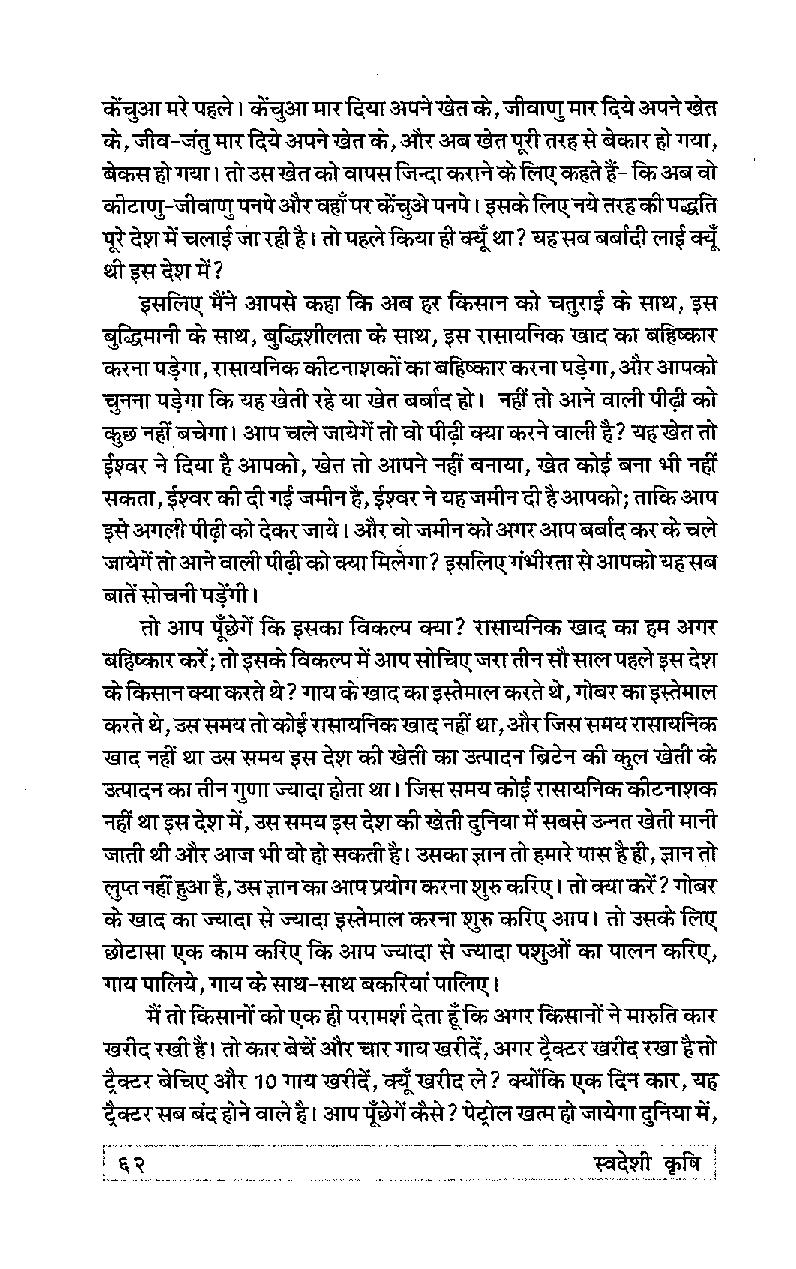 केंचुआ मरे पहले। केंचुआ मार दिया अपने खेत के, जीवाणु मार दिये अपने खेत
के, जीव-जंतु मार दिये अपने खेत के, और अब खेत पूरी तरह से बेकार हो गया,
बेकस हो गया। तो उस खेत को वापस जिन्दा कराने के लिए कहते हैं- कि अब वो
कीटाणु-जीवाणु पनपे और वहाँ पर केंचुओ पनपे। इसके लिए नये तरह की पद्धति
पूरे देश में चलाई जा रही है। तो पहले किया ही क्यूँ था? यह सब बर्बादी लाई क्यूँ
थी इस देश में?
इसलिए मैंने आपसे कहा कि अब हर किसान को चतुराई के साथ, इस
बुद्धिमानी के साथ, बुद्धिशीलता के साथ, इस रासायनिक खाद का बहिष्कार
करना पड़ेगा, रासायनिक कीटनाशकों का बहिष्कार करना पड़ेगा, और आपको
चुनना पड़ेगा कि यह खेती रहे या खेत बर्बाद हो। नहीं तो आने वाली पीढ़ी को
कुछ नहीं बचेगा। आप चले जायेगें तो वो पीढ़ी क्या करने वाली है? यह खेत तो
ईश्वर ने दिया है आपको, खेत तो आपने नहीं बनाया, खेत कोई बना भी नहीं
सकता, ईश्वर की दी गई जमीन है, ईश्वर ने यह जमीन दी है आपको; ताकि आप
इसे अगली पीढ़ी को देकर जाये। और वो जमीन को अगर आप बर्बाद कर के चले
जायेगें तो आने वाली पीढ़ी को क्या मिलेगा? इसलिए गंभीरता से आपको यह सब
बातें सोचनी पड़ेंगी।
तो आप पूँछेगें कि इसका विकल्प क्या? रासायनिक खाद का हम अगर
बहिष्कार करें; तो इसके विकल्प में आप सोचिए जरा तीन सौ साल पहले इस देश
के किसान क्या करते थे? गाय के खाद का इस्तेमाल करते थे, गोबर का इस्तेमाल
करते थे, उस समय तो कोई रासायनिक खाद नहीं था, और जिस समय रासायनिक
खाद नहीं था उस समय इस देश की खेती का उत्पादन ब्रिटेन की कुल खेती के
उत्पादन का तीन गुणा ज्यादा होता था। जिस समय कोई रासायनिक कीटनाशक
नहीं था इस देश में, उस समय इस देश की खेती दुनिया में सबसे उन्नत खेती मानी
जाती थी और आज भी वो हो सकती है। उसका ज्ञान तो हमारे पास है ही, ज्ञान तो
लुप्त नहीं हुआ है, उस ज्ञान का आप प्रयोग करना शुरु करिए। तो क्या करें? गोबर
के खाद का ज्यादा से ज्यादा इस्तेमाल करना शुरु करिए आप। तो उसके लिए
छोटासा एक काम करिए कि आप ज्यादा से ज्यादा पशुओं का पालन करिए,
गाय पालिये, गाय के साथ-साथ बकरियां पालिए।
मैं तो किसानों को एक ही परामर्श देता हूँ कि अगर किसानों ने मारुति कार
खरीद रखी है। तो कार बेचें और चार गाय खरीदें, अगर ट्रैक्टर खरीद रखा है तो
ट्रैक्टर बेचिए और 10 गाय खरीदें, क्यूँ खरीद ले? क्योंकि एक दिन कार, यह
ट्रैक्टर सब बंद होने वाले है। आप पूँछेगें कैसे? पेट्रोल खत्म हो जायेगा दुनिया में,
६२ स्वदेशी कृषि